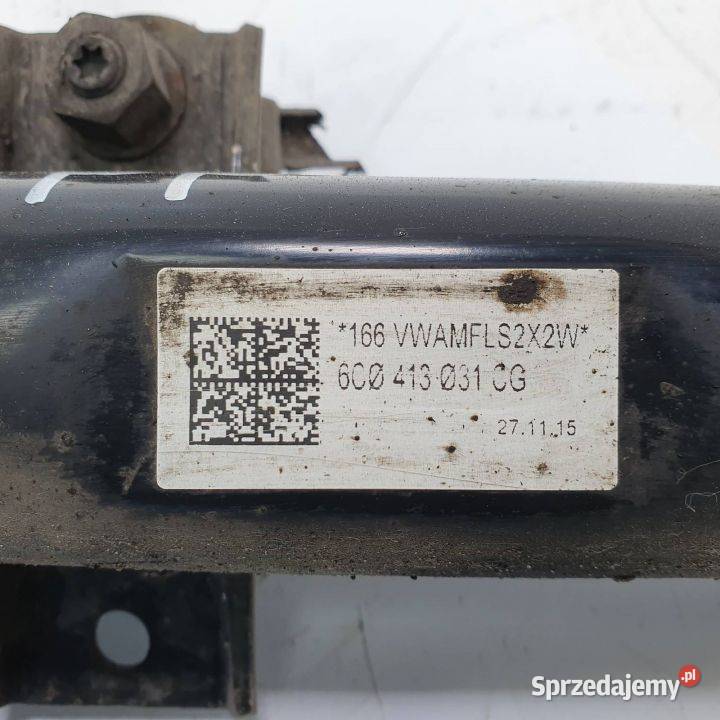 *166 VWAMFLS2X2W*
6C0 413 031 CG
27.11.15
Sprzedajemy.pl